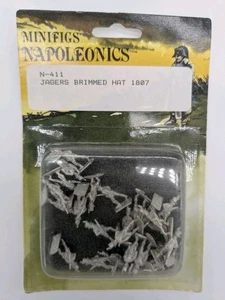 MINIFIGS
NAPOLEONICS
N-411
JAGERS BRIMMED HAT 1807